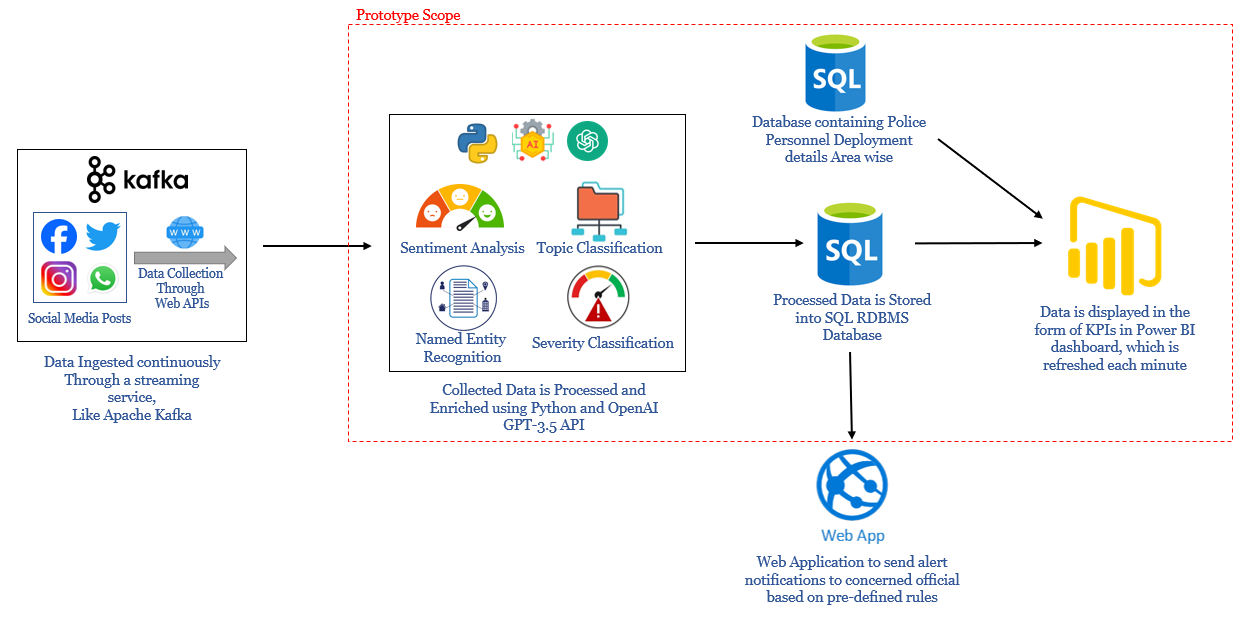 Prototype Scope
kafka
WWW
Data Collection
Through
Web APIs
Social Media Posts
Data Ingested continuously
Through a streaming
service,
Like Apache Kafka
AI
Sentiment Analysis
Topic Classification
Named Entity
Recognition
Severity Classification
Collected Data is Processed and
Enriched using Python and OpenAI
GPT-3.5 API
SQL
Database containing Police
Personnel Deployment
details Area wise
SQL
Processed Data is Stored
into SQL RDBMS
Database
Data is displayed in the
form of KPIs in Power BI
dashboard, which is
refreshed each minute
Web App
Web Application to send alert
notifications to concerned official
based on pre-defined rules